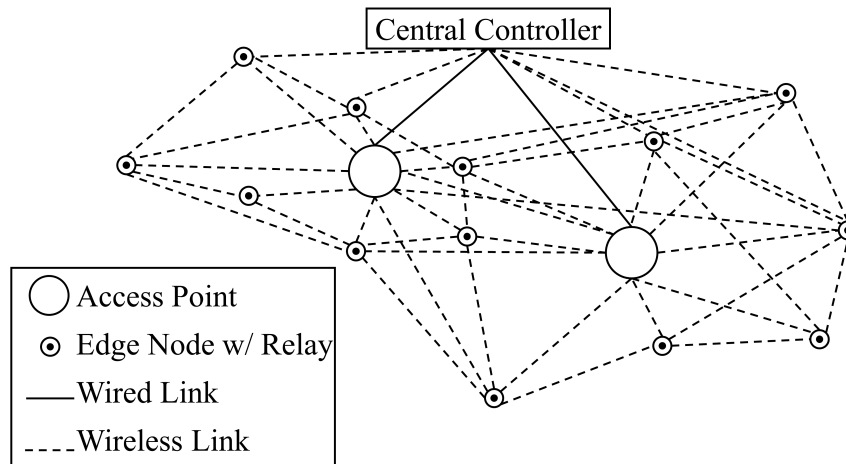 Central Controller
Access Point
Edge Node w/ Relay
Wired Link
Wireless Link